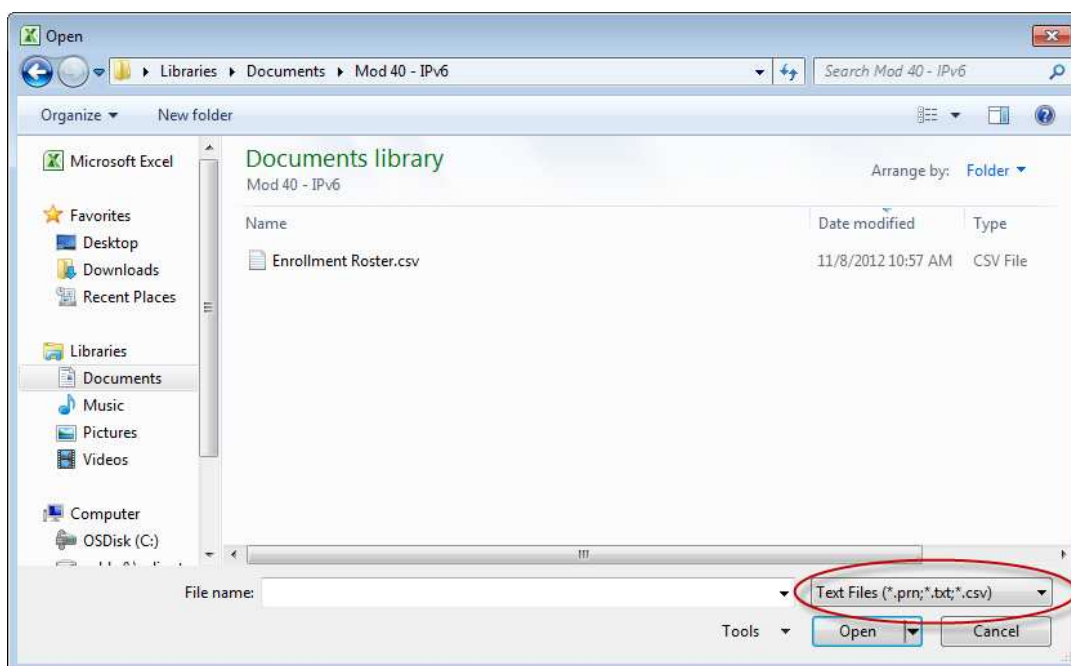 Open
Libraries Documents Mod 40 - IPv6
Search Mod 40 - IPv6
Organize New folder
Microsoft Excel
Favorites
Desktop
Downloads
Recent Places
Libraries
Documents
Music
Pictures
Videos
Computer
OSDisk (C:)
Documents library
Mod 40 - IPv6
Arrange by: Folder
Name Date modified Type
Enrollment Roster.csv 11/8/2012 10:57 AM CSV File
File name:
Text Files (*.prn;*.txt;*.csv)
Tools Open Cancel